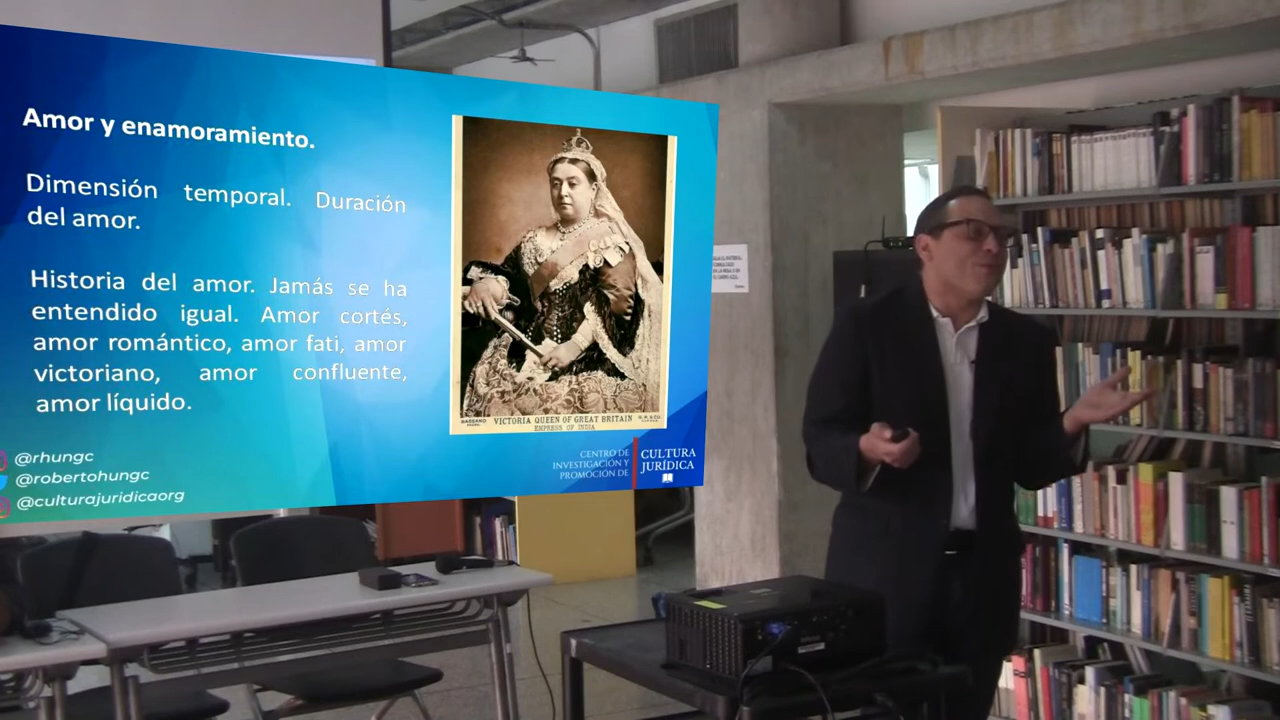 Amor y enamoramiento.
Dimensión temporal. Duración
del amor.
Historia del amor. Jamás se ha
entendido igual. Amor cortés,
amor romántico, amor fati, amor
victoriano, amor confluente,
amor líquido.
@rhungc
@robertohungc
@culturajuridicaorg
BASSANO
VICTORIA QUEEN OF GREAT BRITAIN
EMPRESS OF INDIA
CENTRO DE
INVESTIGACIÓN Y
PROMOCIÓN DE
CULTURA
JURÍDICA